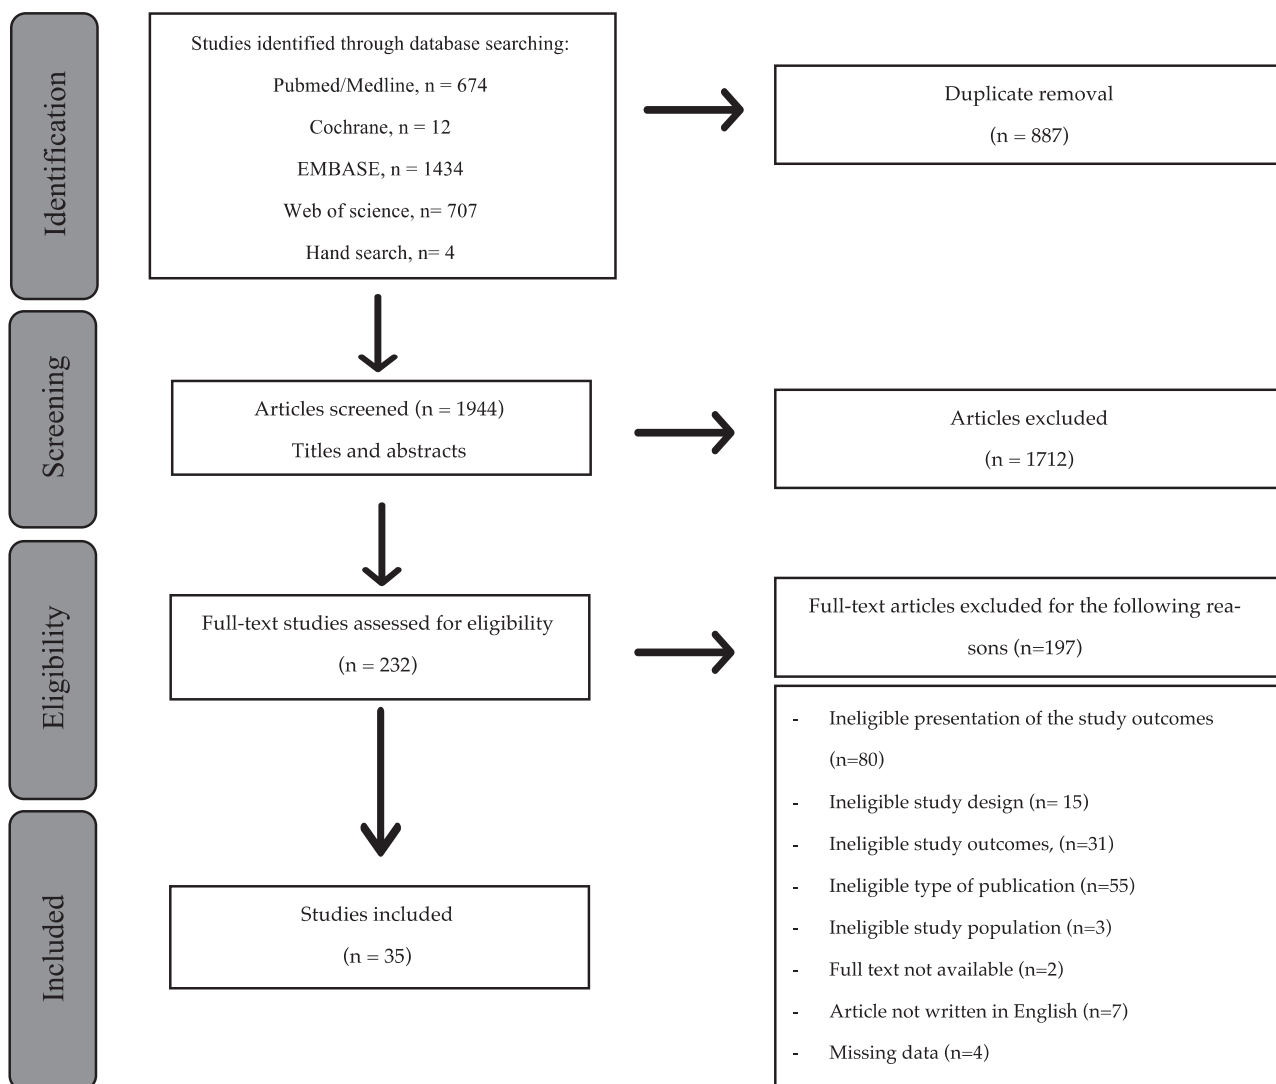 Identification
Studies identified through database searching:
Pubmed/Medline, n = 674
Cochrane, n = 12
EMBASE, n = 1434
Web of science, n= 707
Hand search, n= 4
Duplicate removal
(n = 887)
Screening
Articles screened (n = 1944)
Titles and abstracts
Articles excluded
(n = 1712)
Eligibility
Full-text studies assessed for eligibility
(n = 232)
Full-text articles excluded for the following rea-
sons (n=197)
- Ineligible presentation of the study outcomes
(n=80)
- Ineligible study design (n= 15)
- Ineligible study outcomes, (n=31)
- Ineligible type of publication (n=55)
- Ineligible study population (n=3)
- Full text not available (n=2)
- Article not written in English (n=7)
- Missing data (n=4)
Included
Studies included
(n = 35)